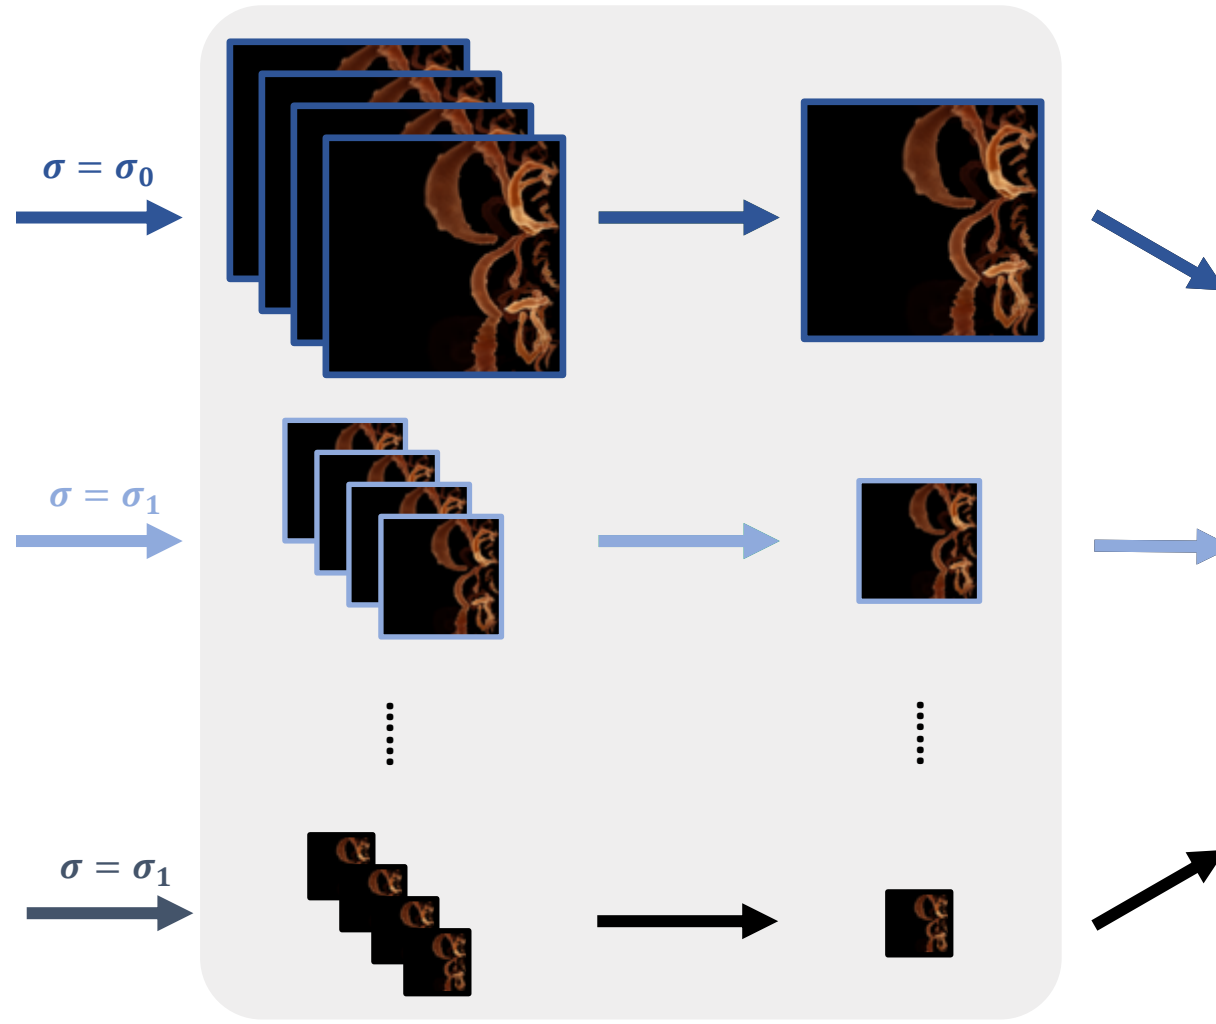 σ = σ₀
σ = σ₁
σ = σ₁